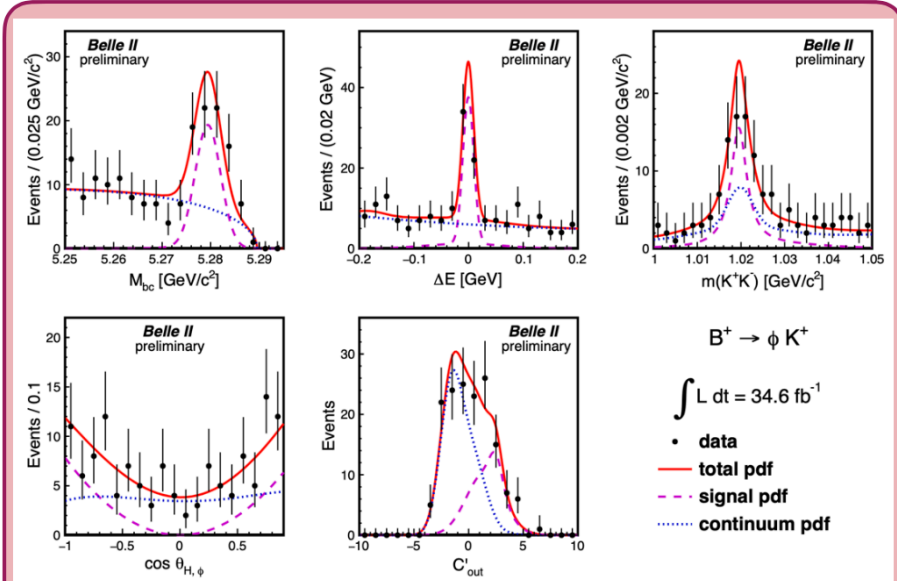 Belle II
preliminary
Events / (0.025 GeV/c²)
30
20
10
0
5.25 5.26 5.27 5.28 5.29
M_bc [GeV/c²]
Belle II
preliminary
Events / (0.02 GeV)
40
20
0
-0.2 -0.1 0 0.1 0.2
ΔE [GeV]
Belle II
preliminary
Events / (0.002 GeV/c²)
20
10
0
1 1.01 1.02 1.03 1.04 1.05
m(K⁺K⁻) [GeV/c²]
Belle II
preliminary
Events / 0.1
20
15
10
5
0
-1 -0.5 0 0.5
cos θ_H, ϕ
Belle II
preliminary
Events
30
20
10
0
-10 -5 0 5 10
C'_out
B⁺ → ϕ K⁺
∫ L dt = 34.6 fb⁻¹
data
total pdf
signal pdf
continuum pdf